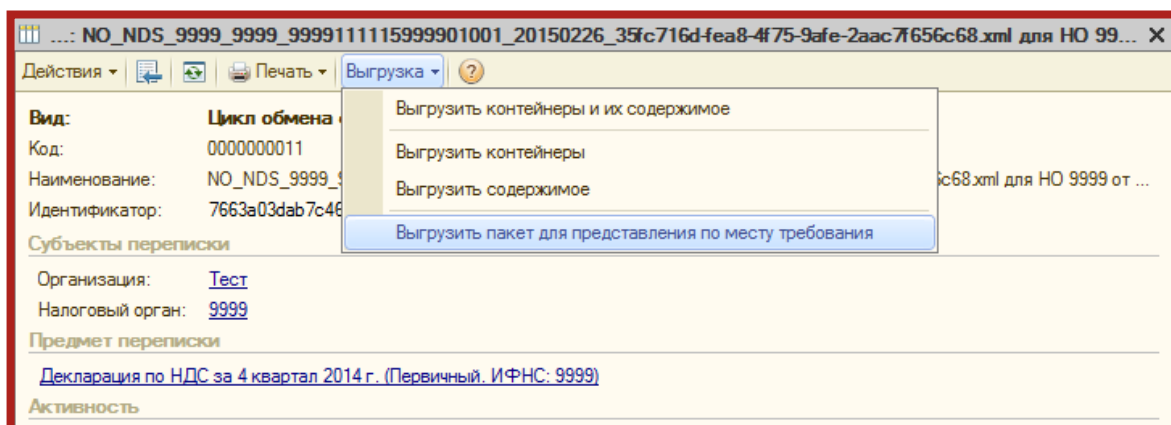 ...: NO_NDS_9999_9999_9999111115999901001_20150226_35fc716d-fea8-4f75-9afe-2aac7f656c68.xml для НО 99...
Действия Печать Выгрузка
Выгрузить контейнеры и их содержимое
Выгрузить контейнеры
Выгрузить содержимое
Выгрузить пакет для представления по месту требования
Вид: Цикл обмена
Код: 0000000011
Наименование: NO_NDS_9999_ 6c68.xml для НО 9999 от ...
Идентификатор: 7663a03dab7c46
Субъекты переписки
Организация: Тест
Налоговый орган: 9999
Предмет переписки
Декларация по НДС за 4 квартал 2014 г. (Первичный. ИФНС: 9999)
Активность